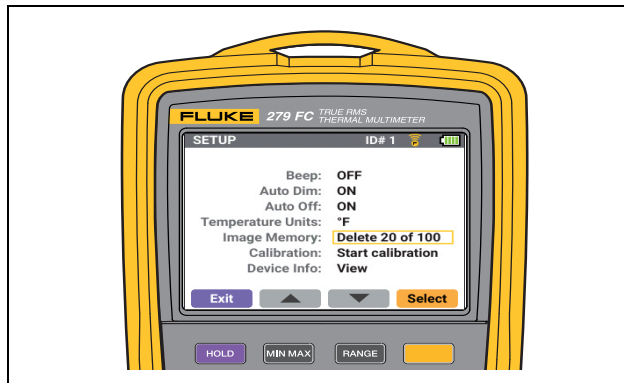 FLUKE 279 FC TRUE RMS
THERMAL MULTIMETER
SETUP ID# 1
Beep: OFF
Auto Dim: ON
Auto Off: ON
Temperature Units: °F
Image Memory: Delete 20 of 100
Calibration: Start calibration
Device Info: View
Exit Select
HOLD MIN MAX RANGE